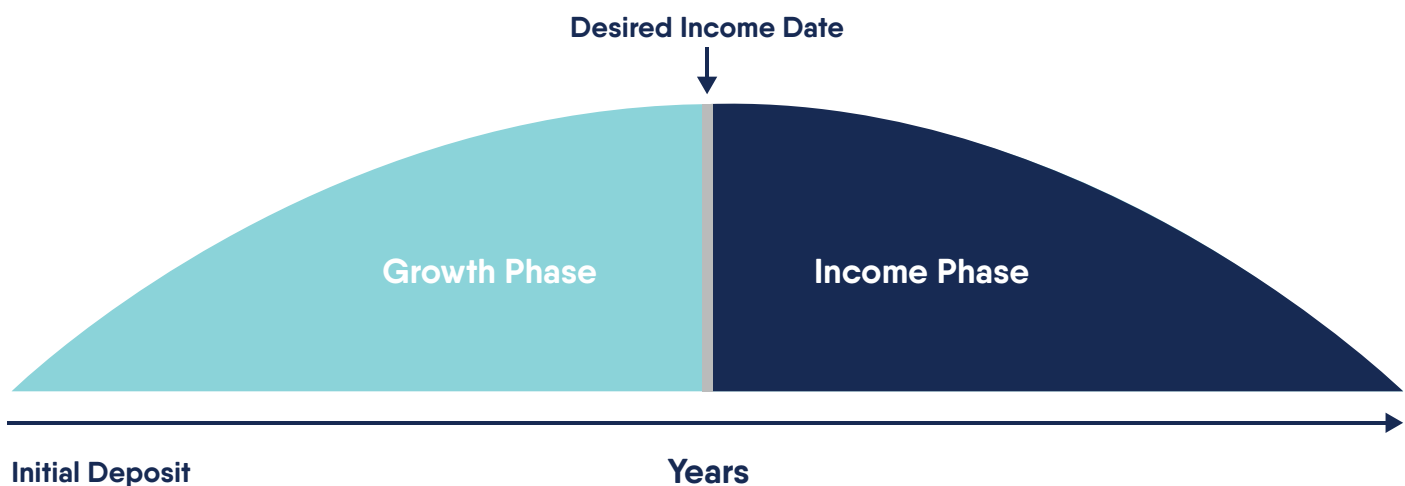 Desired Income Date
Growth Phase
Income Phase
Initial Deposit
Years